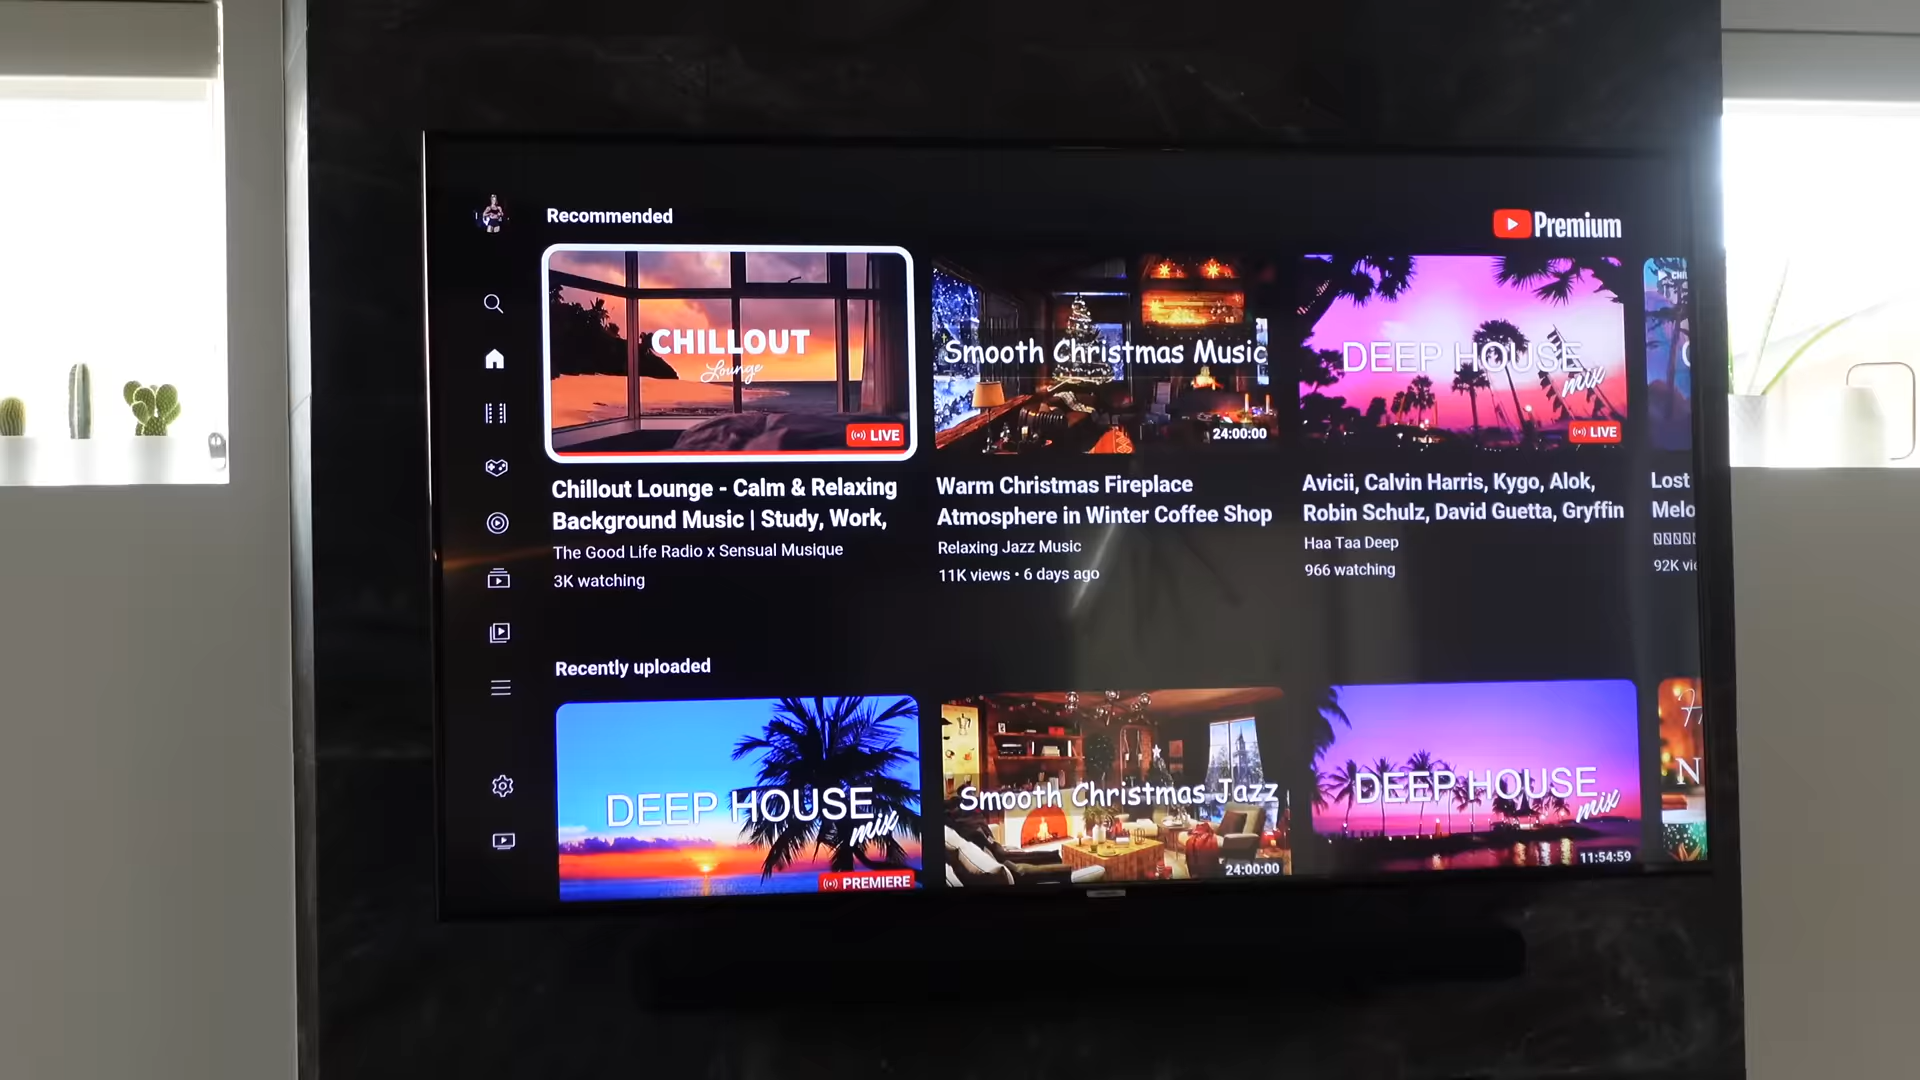 Recommended
Premium
CHILLOUT
Lounge
LIVE
Smooth Christmas Music
24:00:00
DEEP HOUSE
mix
LIVE
Chillout Lounge - Calm & Relaxing
Background Music | Study, Work,
The Good Life Radio x Sensual Musique
3K watching
Warm Christmas Fireplace
Atmosphere in Winter Coffee Shop
Relaxing Jazz Music
11K views • 6 days ago
Avicii, Calvin Harris, Kygo, Alok,
Robin Schulz, David Guetta, Gryffin
Haa Taa Deep
966 watching
Lost
Melo
92K
Recently uploaded
DEEP HOUSE
mix
PREMIERE
Smooth Christmas Jazz
24:00:00
DEEP HOUSE
mix
11:54:59
N